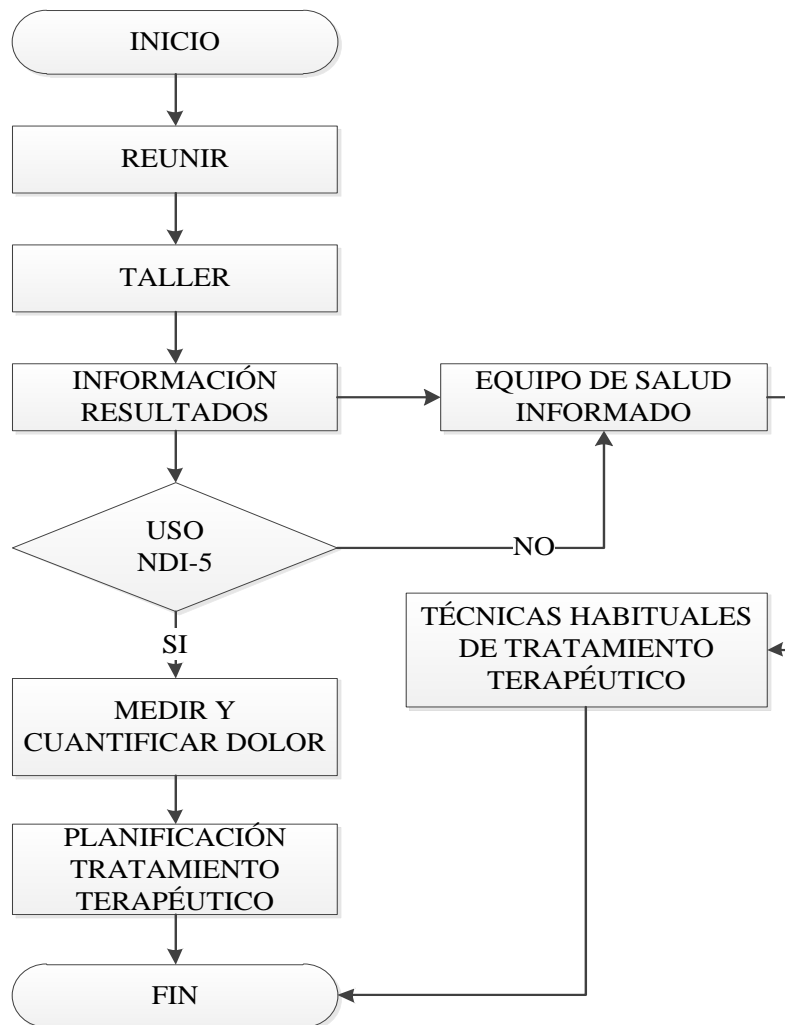 INICIO
REUNIR
TALLER
INFORMACIÓN
RESULTADOS
EQUIPO DE SALUD
INFORMADO
USO
NDI-5
NO
SI
TÉCNICAS HABITUALES
DE TRATAMIENTO
TERAPÉUTICO
MEDIR Y
CUANTIFICAR DOLOR
PLANIFICACIÓN
TRATAMIENTO
TERAPÉUTICO
FIN